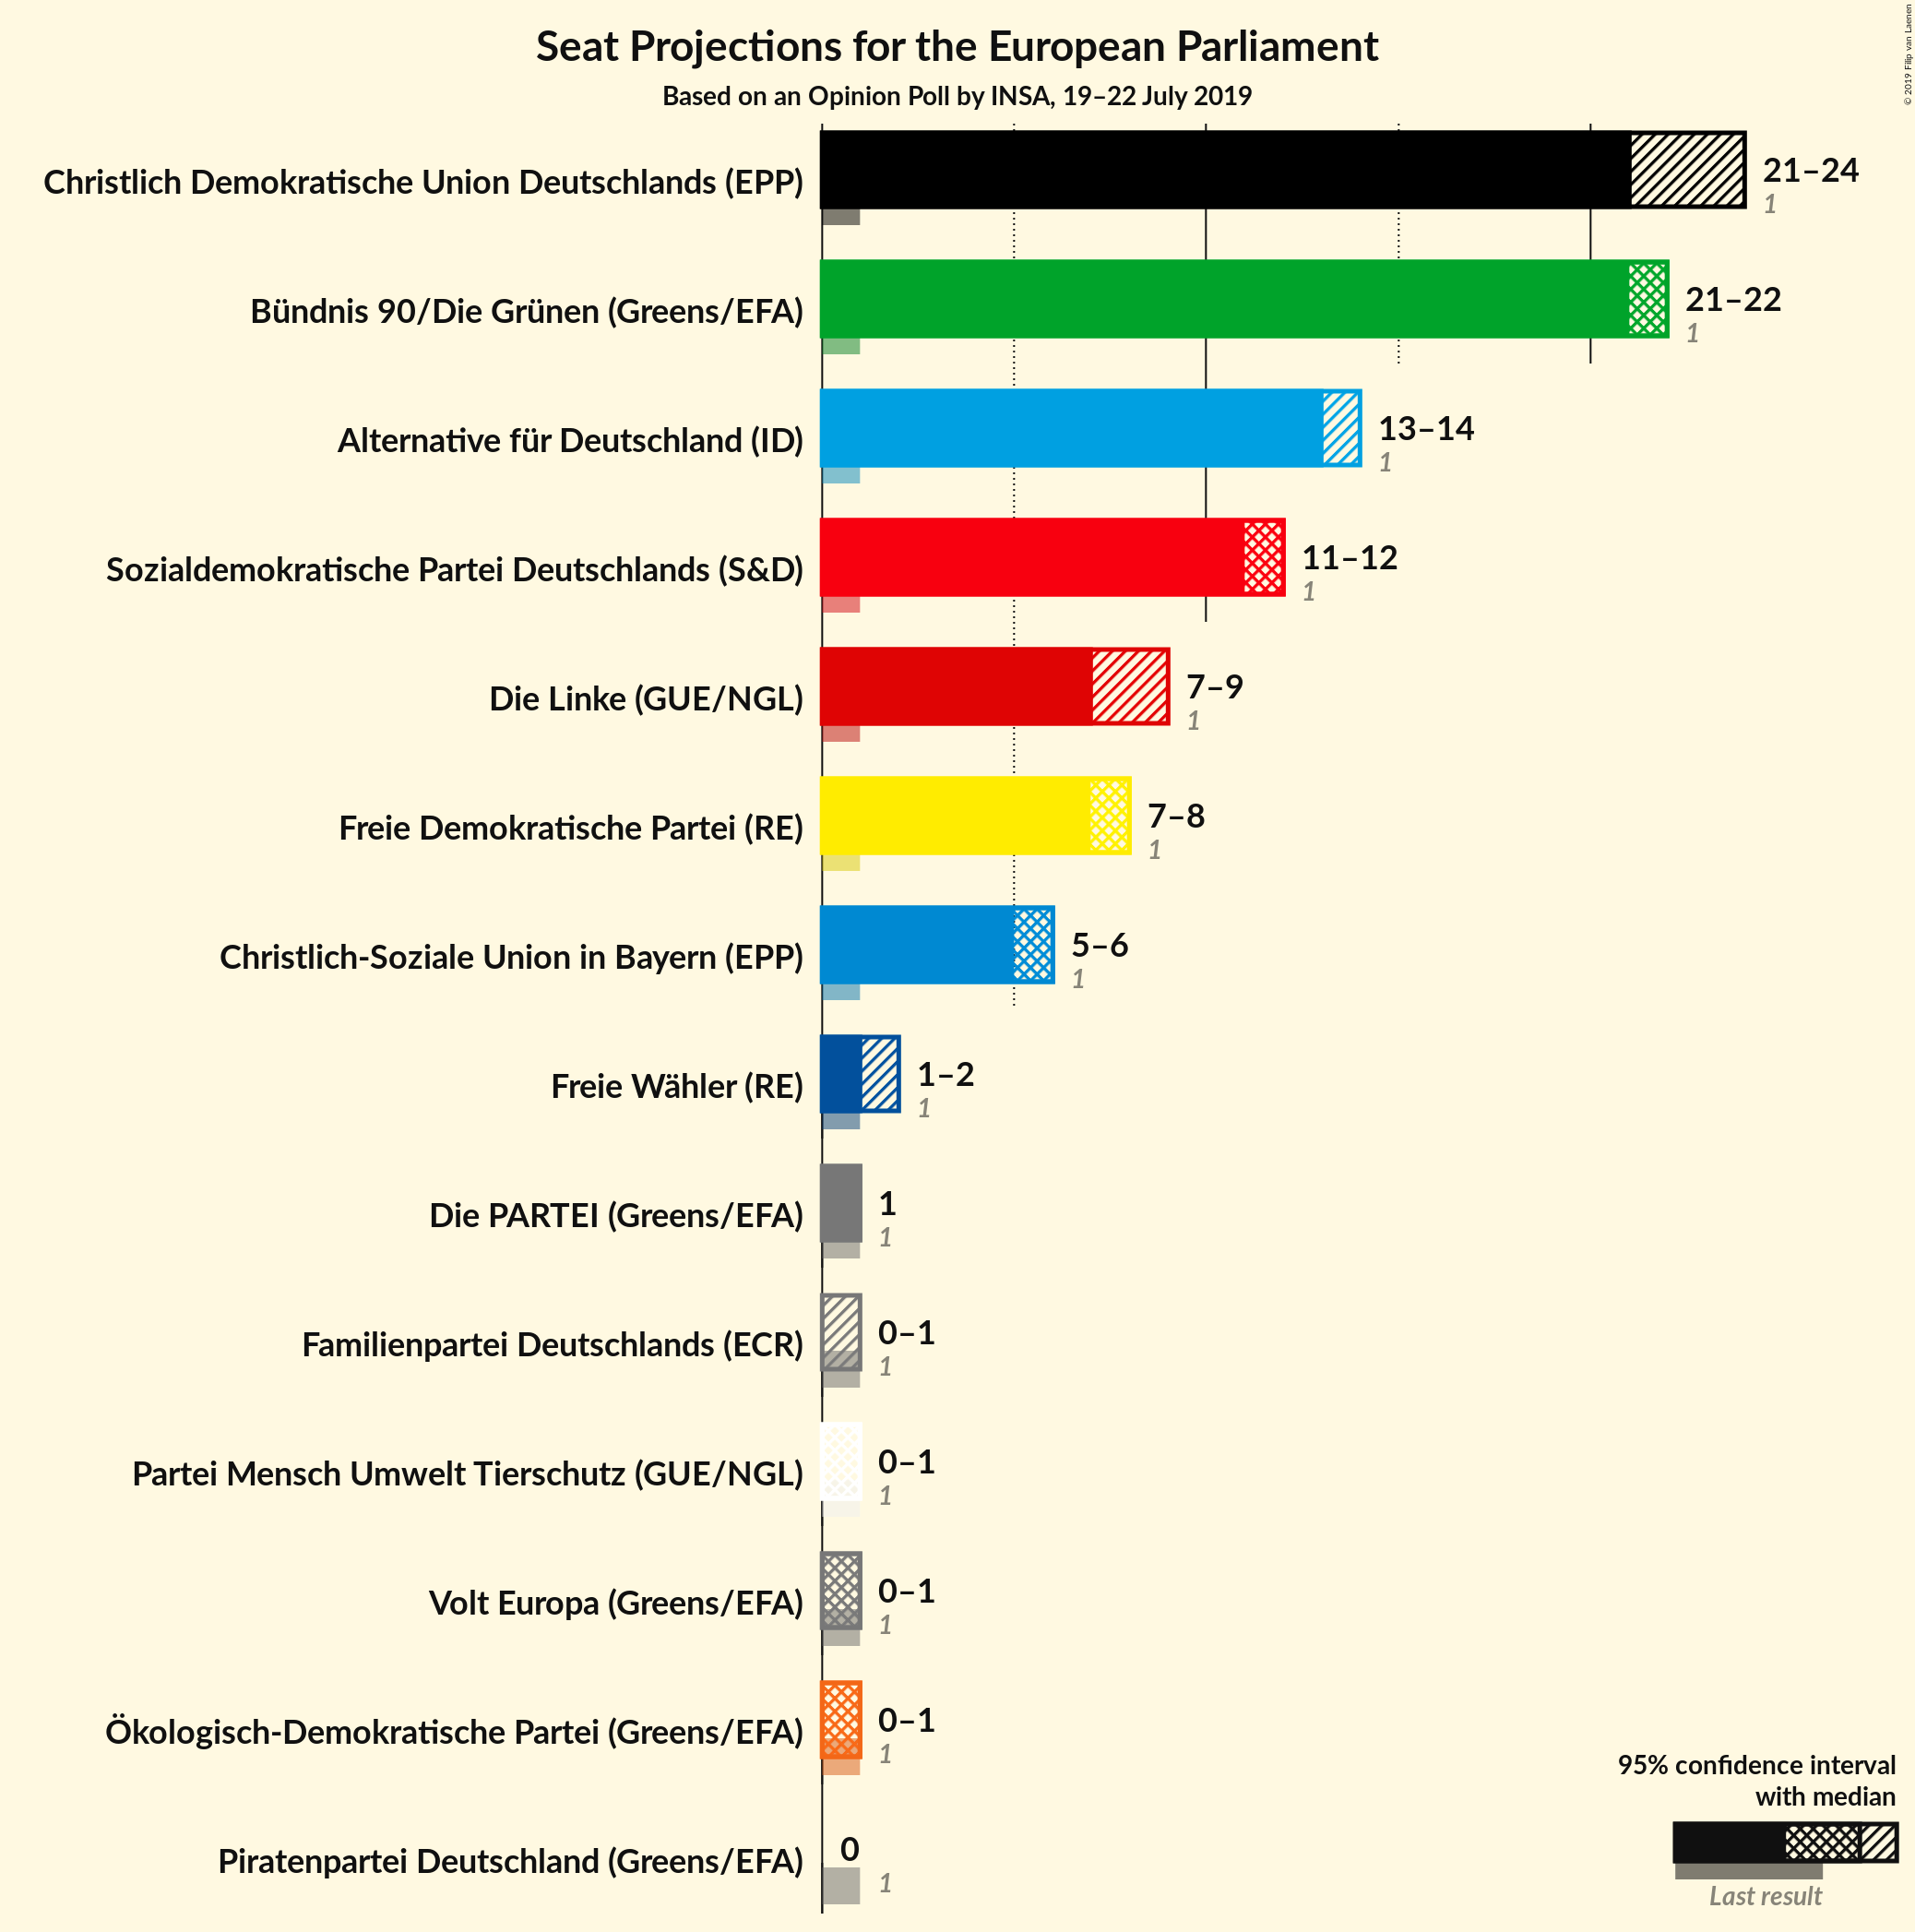 Seat Projections for the European Parliament
Based on an Opinion Poll by INSA, 19–22 July 2019
© 2019 Filip van Laenen
Christlich Demokratische Union Deutschlands (EPP)
21–24
1
Bündnis 90/Die Grünen (Greens/EFA)
21–22
1
Alternative für Deutschland (ID)
13–14
1
Sozialdemokratische Partei Deutschlands (S&D)
11–12
1
Die Linke (GUE/NGL)
7–9
1
Freie Demokratische Partei (RE)
7–8
1
Christlich-Soziale Union in Bayern (EPP)
5–6
1
Freie Wähler (RE)
1–2
1
Die PARTEI (Greens/EFA)
1
1
Familienpartei Deutschlands (ECR)
0–1
1
Partei Mensch Umwelt Tierschutz (GUE/NGL)
0–1
1
Volt Europa (Greens/EFA)
0–1
1
Ökologisch-Demokratische Partei (Greens/EFA)
0–1
1
Piratenpartei Deutschland (Greens/EFA)
0
1
95% confidence interval
with median
Last result